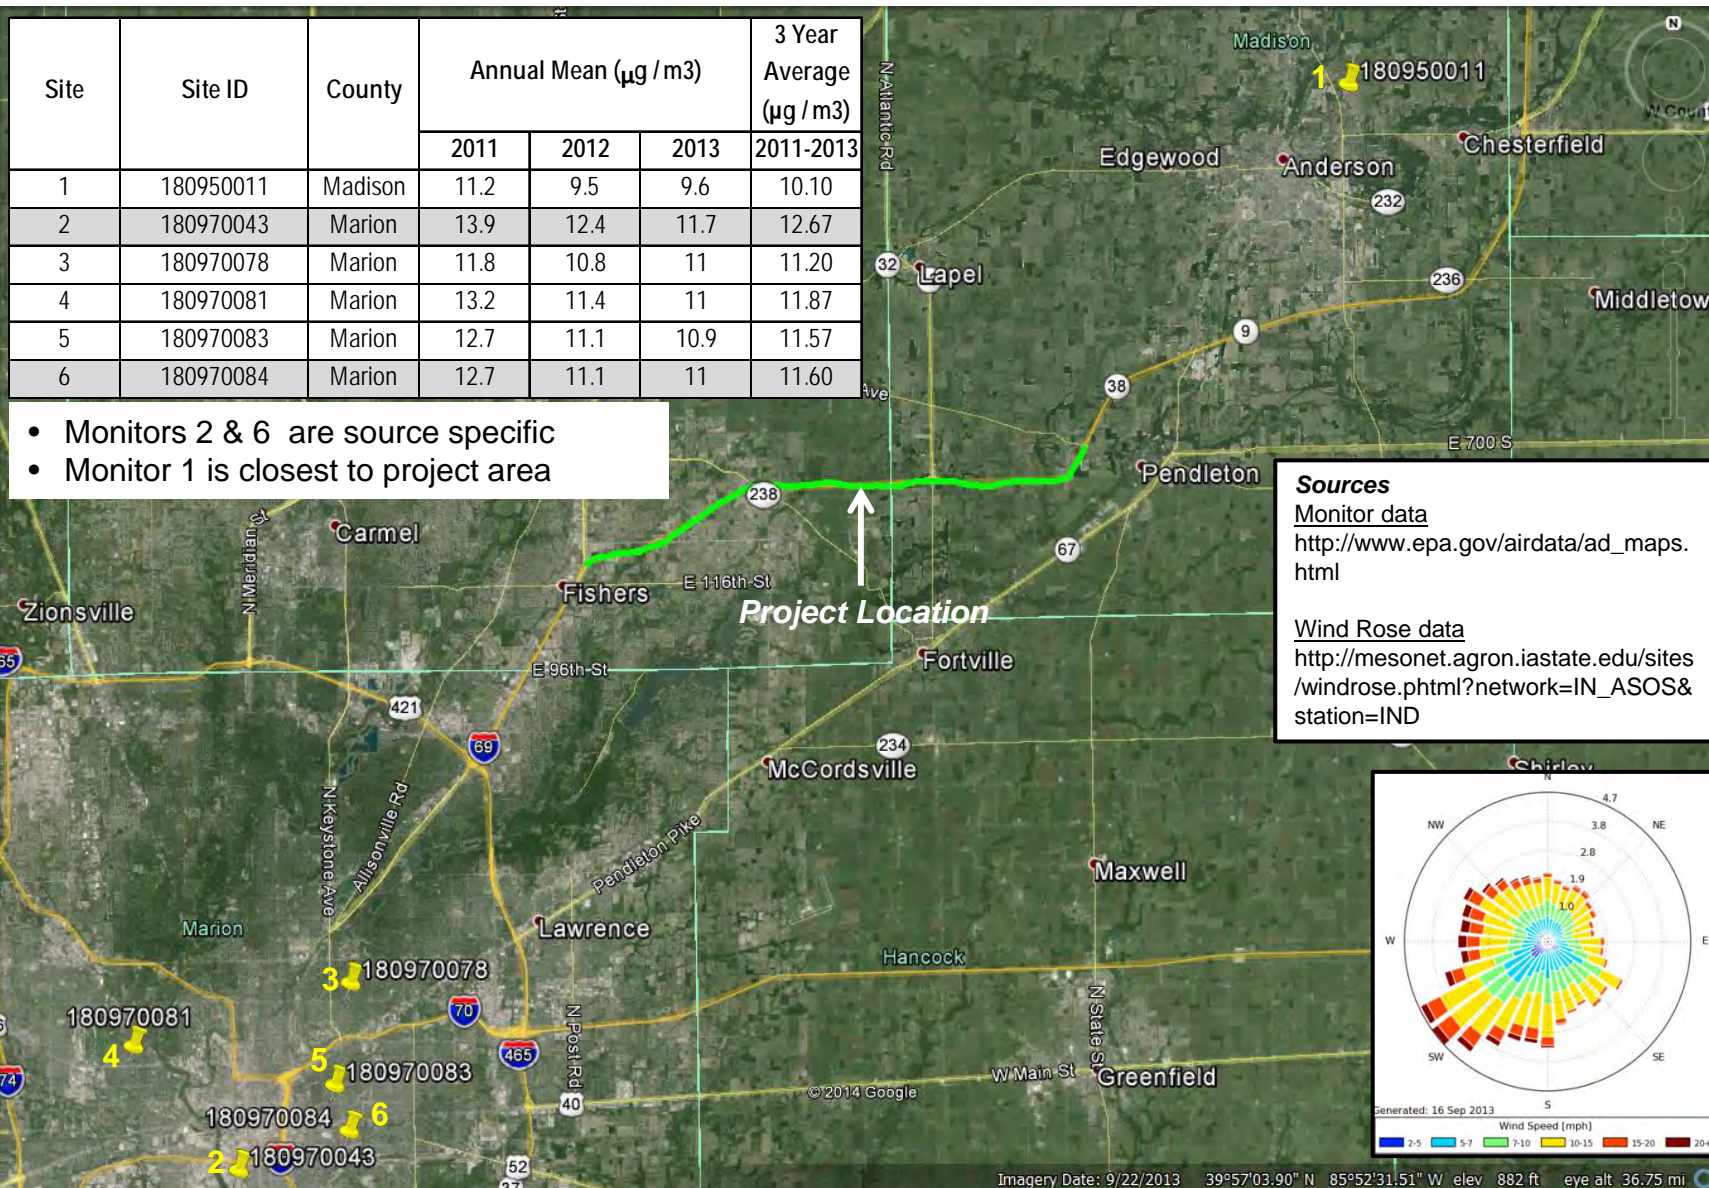 Site Site ID County Annual Mean (µg / m3) 3 Year Average (µg / m3)
2011 2012 2013 2011-2013
1 180950011 Madison 11.2 9.5 9.6 10.10
2 180970043 Marion 13.9 12.4 11.7 12.67
3 180970078 Marion 11.8 10.8 11 11.20
4 180970081 Marion 13.2 11.4 11 11.87
5 180970083 Marion 12.7 11.1 10.9 11.57
6 180970084 Marion 12.7 11.1 11 11.60
• Monitors 2 & 6 are source specific
• Monitor 1 is closest to project area
Madison
1 180950011
N
N Atlantic Rd
Edgewood
Anderson
Chesterfield
232
32
Lapel
236
Middletow
9
38
Ave
E 700 S
Pendleton
238
N Meridian St
Carmel
67
Fishers
E 116th St
Project Location
Zionsville
65
E 96th St
Fortville
421
69
234
McCordsville
Shirley
N Keystone Ave
Allisonville Rd
Pendleton Pike
Maxwell
Marion
Lawrence
Hancock
3 180970078
180970081
4
70
N Post Rd
N State St
5
180970083
465
74
W Main St
Greenfield
© 2014 Google
40
180970084 6
2 180970043
52
37
Sources
Monitor data
http://www.epa.gov/airdata/ad_maps.
html
Wind Rose data
http://mesonet.agron.iastate.edu/sites
/windrose.phtml?network=IN_ASOS&
station=IND
N
4.7
NW
3.8
NE
2.8
1.9
1.0
W
E
SW
SE
S
Generated: 16 Sep 2013
Wind Speed [mph]
2-5 5-7 7-10 10-15 15-20 20+
Imagery Date: 9/22/2013 39°57'03.90" N 85°52'31.51" W elev 882 ft eye alt 36.75 mi